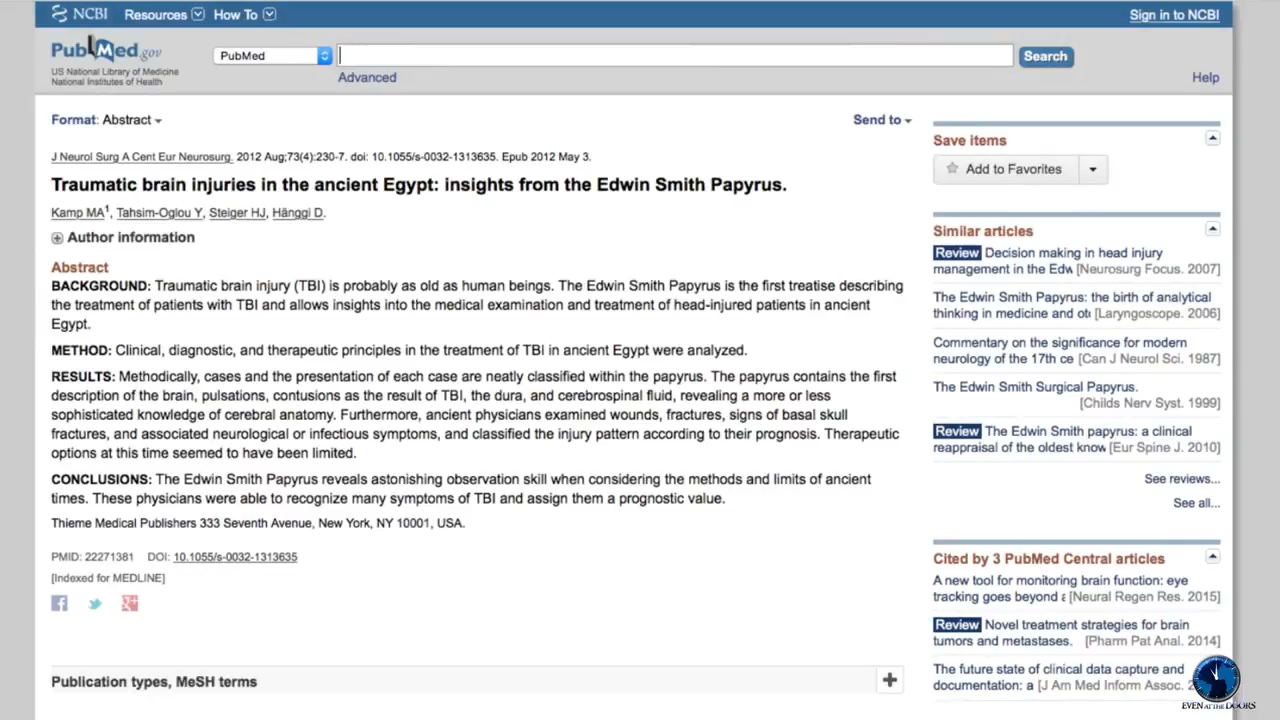 NCBI Resources How To Sign in to NCBI
PubMed.gov
US National Library of Medicine
National Institutes of Health
PubMed
Search
Advanced
Help
Format: Abstract
Send to
J Neurol Surg A Cent Eur Neurosurg. 2012 Aug;73(4):230-7. doi: 10.1055/s-0032-1313635. Epub 2012 May 3.
Traumatic brain injuries in the ancient Egypt: insights from the Edwin Smith Papyrus.
Kamp MA1, Tahsim-Oglou Y, Steiger HJ, Hänggi D.
Author information
Abstract
BACKGROUND: Traumatic brain injury (TBI) is probably as old as human beings. The Edwin Smith Papyrus is the first treatise describing
the treatment of patients with TBI and allows insights into the medical examination and treatment of head-injured patients in ancient
Egypt.
METHOD: Clinical, diagnostic, and therapeutic principles in the treatment of TBI in ancient Egypt were analyzed.
RESULTS: Methodically, cases and the presentation of each case are neatly classified within the papyrus. The papyrus contains the first
description of the brain, pulsations, contusions as the result of TBI, the dura, and cerebrospinal fluid, revealing a more or less
sophisticated knowledge of cerebral anatomy. Furthermore, ancient physicians examined wounds, fractures, signs of basal skull
fractures, and associated neurological or infectious symptoms, and classified the injury pattern according to their prognosis. Therapeutic
options at this time seemed to have been limited.
CONCLUSIONS: The Edwin Smith Papyrus reveals astonishing observation skill when considering the methods and limits of ancient
times. These physicians were able to recognize many symptoms of TBI and assign them a prognostic value.
Thieme Medical Publishers 333 Seventh Avenue, New York, NY 10001, USA.
PMID: 22271381 DOI: 10.1055/s-0032-1313635
[Indexed for MEDLINE]
Publication types, MeSH terms
Save items
Add to Favorites
Similar articles
Review Decision making in head injury
management in the Edw [Neurosurg Focus. 2007]
The Edwin Smith Papyrus: the birth of analytical
thinking in medicine and oto [Laryngoscope. 2006]
Commentary on the significance for modern
neurology of the 17th ce [Can J Neurol Sci. 1987]
The Edwin Smith Surgical Papyrus.
[Childs Nerv Syst. 1999]
Review The Edwin Smith papyrus: a clinical
reappraisal of the oldest know [Eur Spine J. 2010]
See reviews...
See all...
Cited by 3 PubMed Central articles
A new tool for monitoring brain function: eye
tracking goes beyond [Neural Regen Res. 2015]
Review Novel treatment strategies for brain
tumors and metastases. [Pharm Pat Anal. 2014]
The future state of clinical data capture and
documentation: a [J Am Med Inform Assoc.
EVEN AT THE DOORS